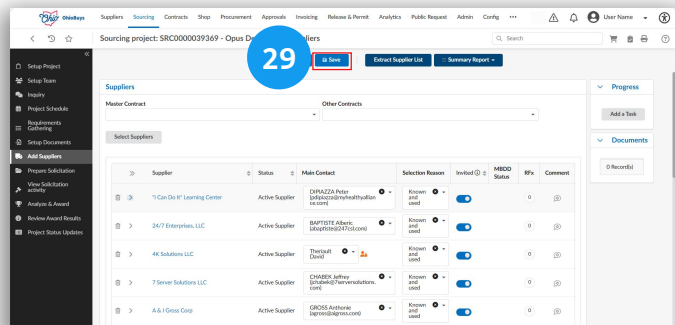 Ohio OhioBuys
Suppliers Sourcing Contracts Shop Procurement Approvals Invoicing Release & Permit Analytics Public Request Admin Config ••• User Name
Sourcing project: SRC0000039369 - Opus De liers
Search
29
Save
Extract Supplier List
Summary Report
Setup Project
Setup Team
Inquiry
Project Schedule
Requirements
Gathering
Setup Documents
Add Suppliers
Prepare Solicitation
View Solicitation
activity
Analyze & Award
Review Award Results
Project Status Updates
Suppliers
Master Contract Other Contracts
Select Suppliers
Supplier Status Main Contact Selection Reason Invited MBDD
Status RFx Comment
"I Can Do It" Learning Center Active Supplier DIPIAZZA Peter
(pdipiazza@myhealthyallian
ce.com) Known
and
used 0
24/7 Enterprises, LLC Active Supplier BAPTISTE Alberic
(abaptiste@247csl.com) Known
and
used 0
4K Solutions LLC Active Supplier Theriault
David Known
and
used 0
7 Server Solutions LLC Active Supplier CHABEK Jeffrey
(jchabek@7serversolutions.
com) Known
and
used 0
A & I Gross Corp Active Supplier GROSS Anthonie
(agross@aigross.com) Known
and
used 0
Progress
Add a Task
Documents
0 Record(s)